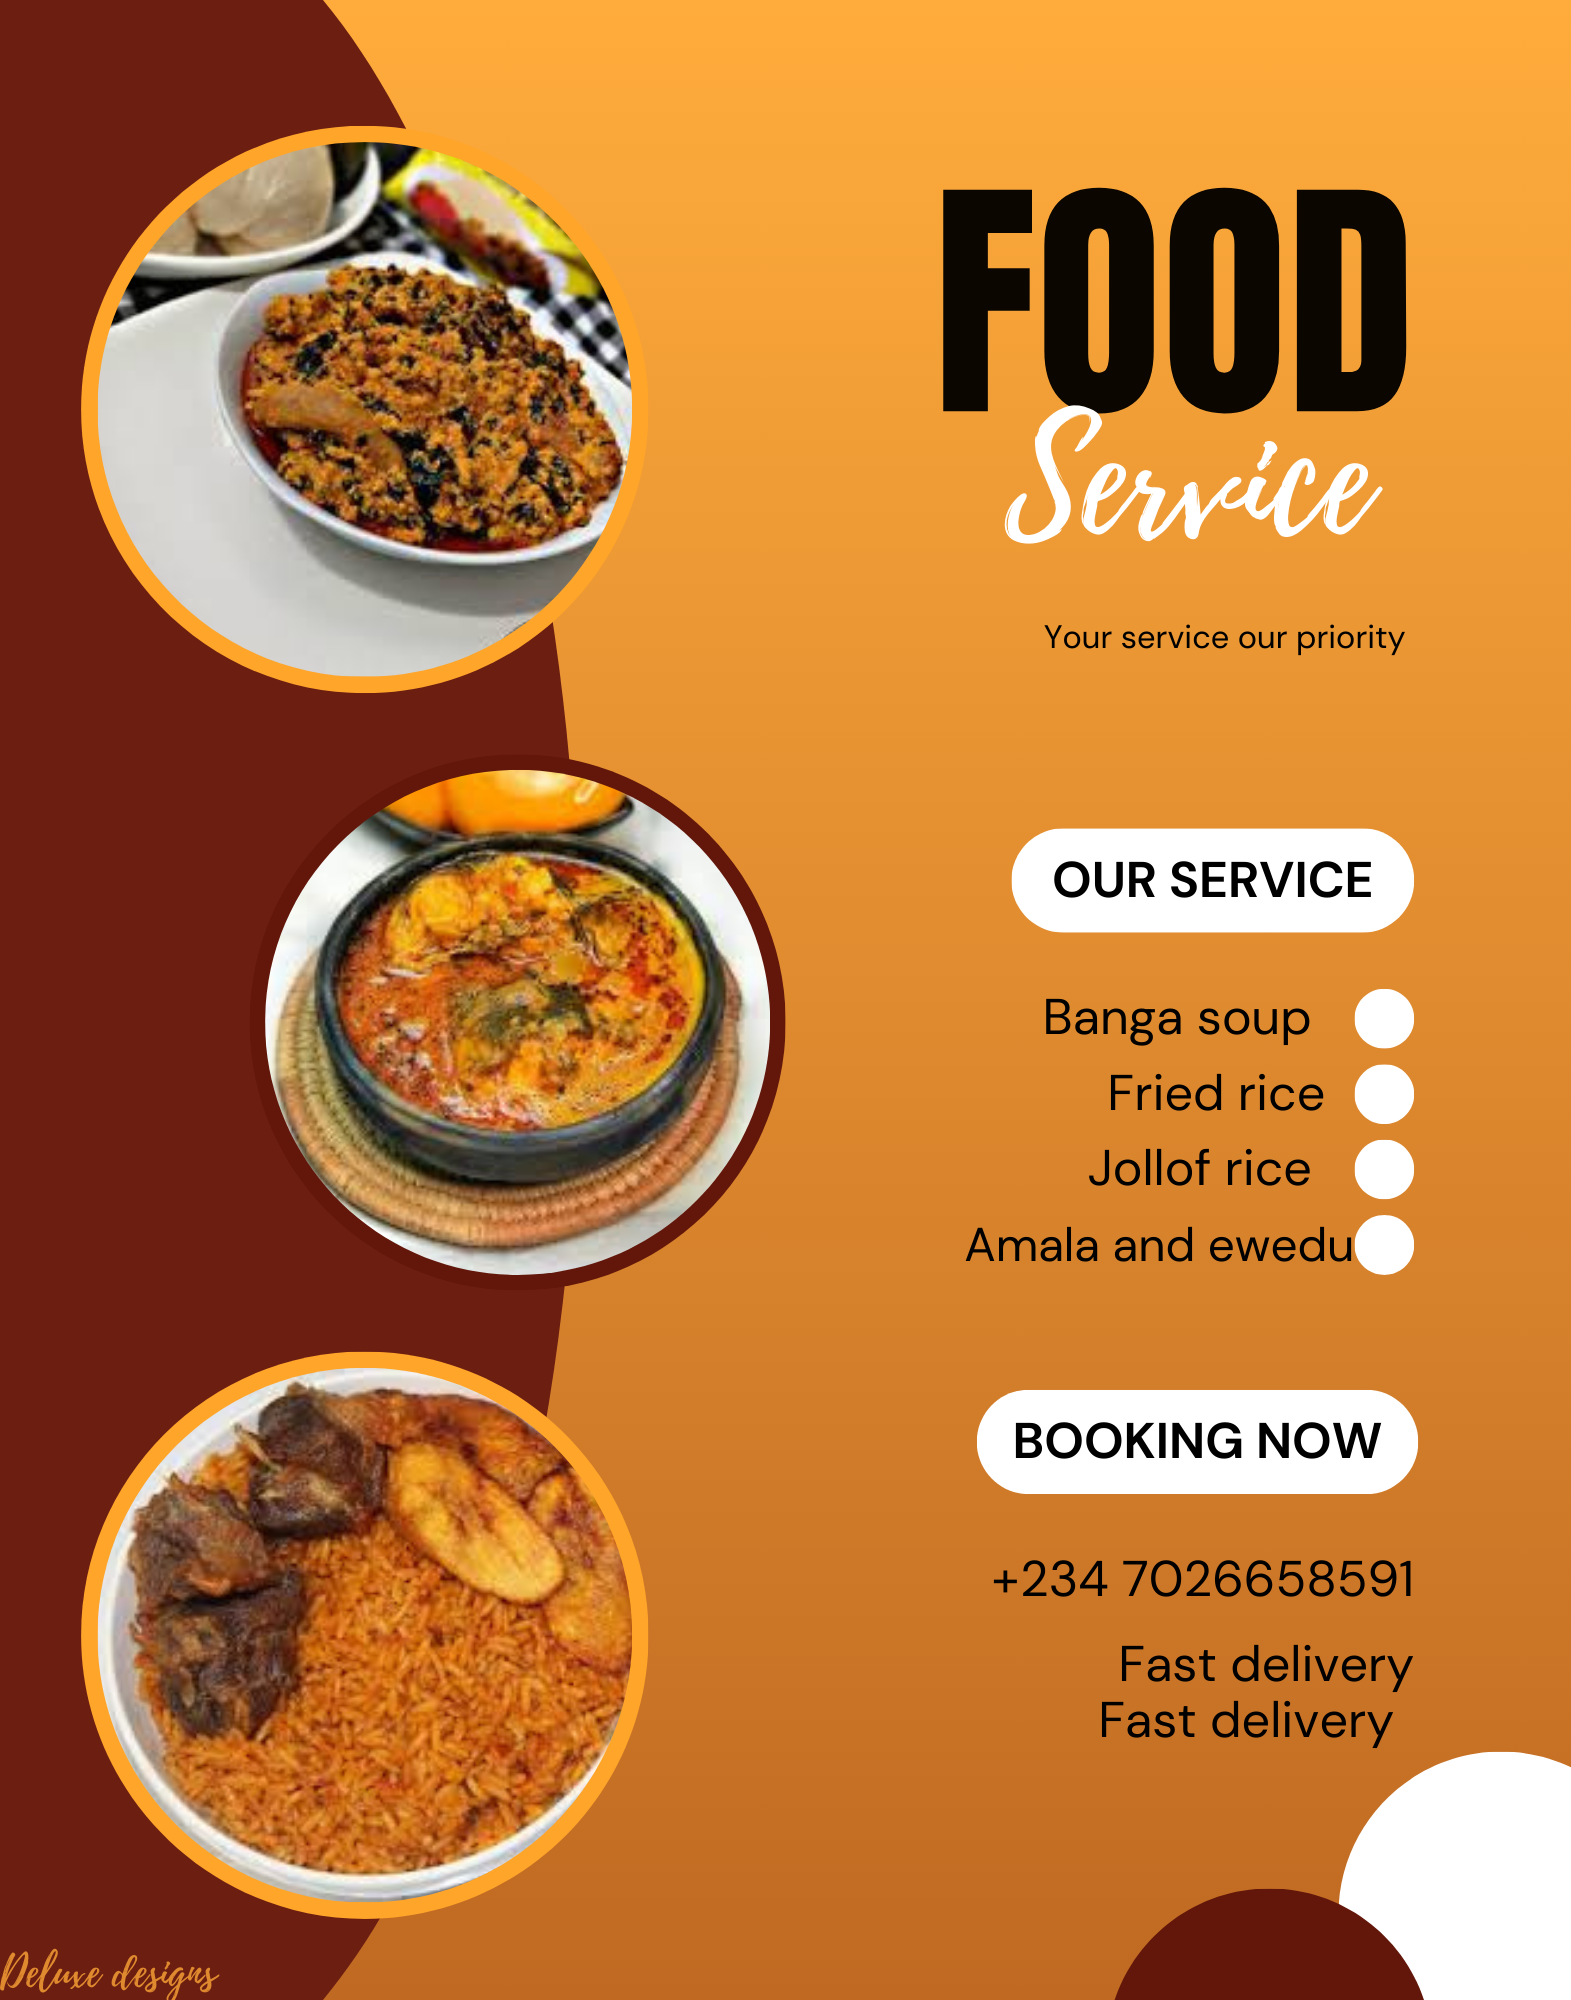 FOOD
Service
Your service our priority
OUR SERVICE
Banga soup
Fried rice
Jollof rice
Amala and ewedu
BOOKING NOW
+234 7026658591
Fast delivery
Fast delivery
Deluxe designs